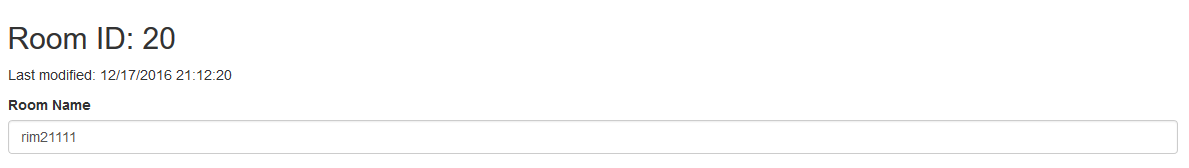 Room ID: 20
Last modified: 12/17/2016 21:12:20
Room Name
rim21111